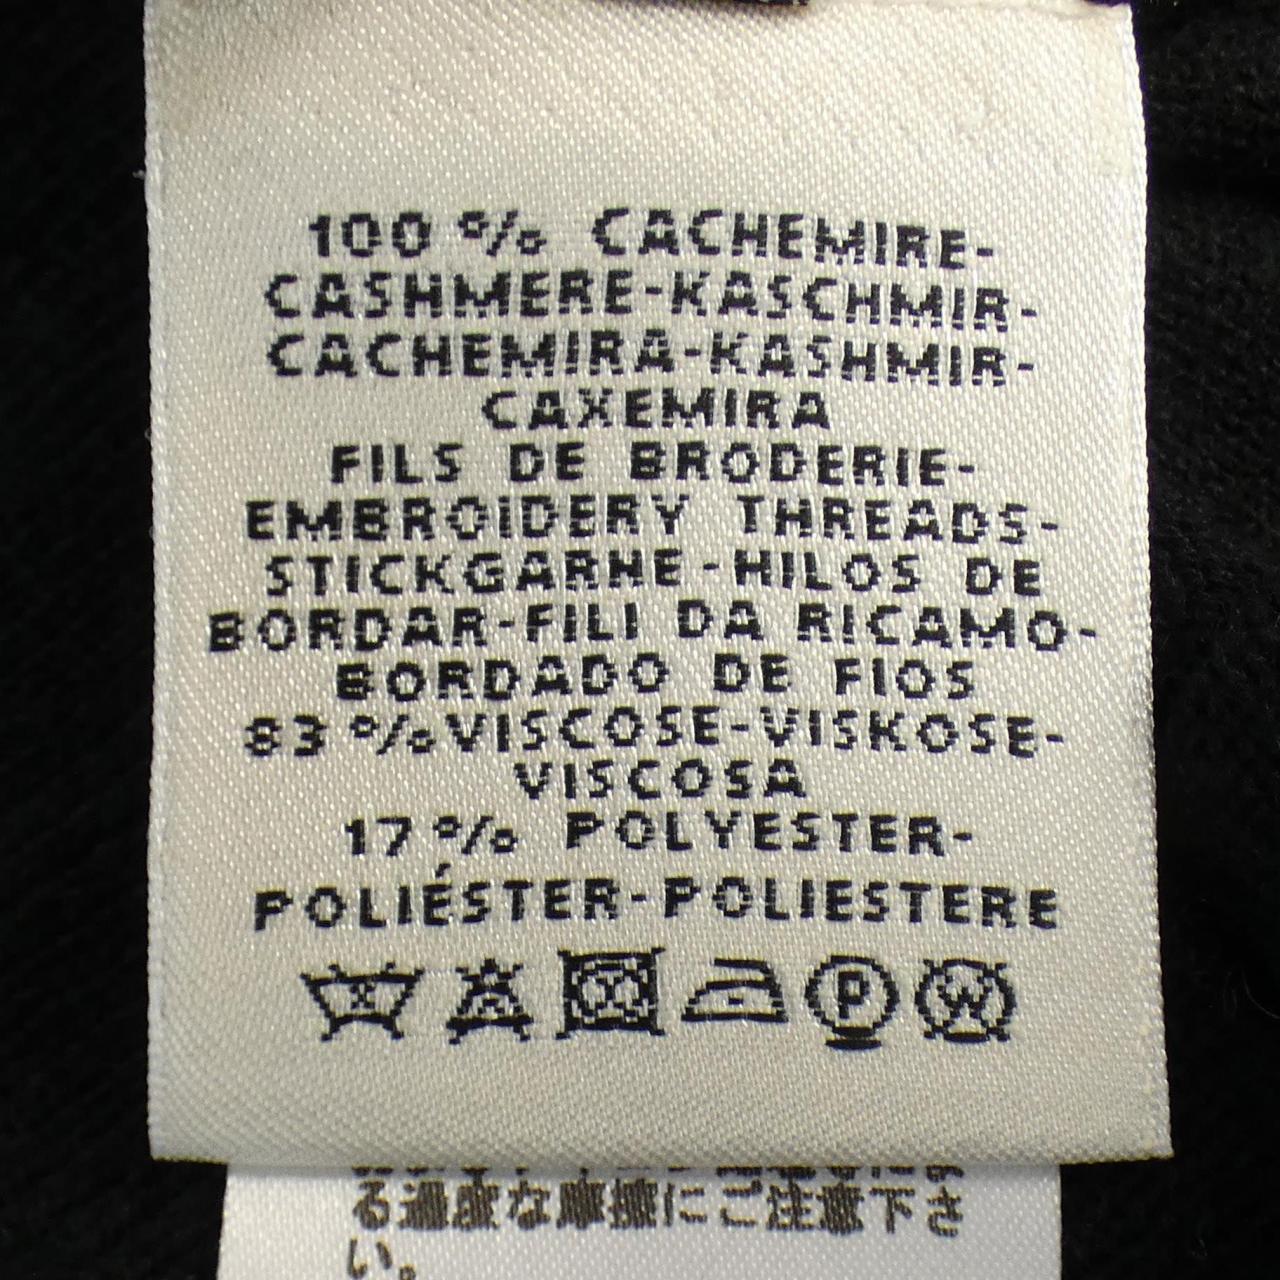 100 % CACHEMIRE-
CASHMERE-KASCHMIR-
CACHEMIRA-KASHMIR-
CAXEMIRA
FILS DE BRODERIE-
EMBROIDERY THREADS-
STICKGARNE-HILOS DE
BORDAR-FILI DA RICAMO-
BORDADO DE FIOS
83 % VISCOSE-VISKOSE-
VISCOSA
17 % POLYESTER-
POLIÉSTER-POLIESTERE
P W
る過度な摩擦にご注意下さ
い。